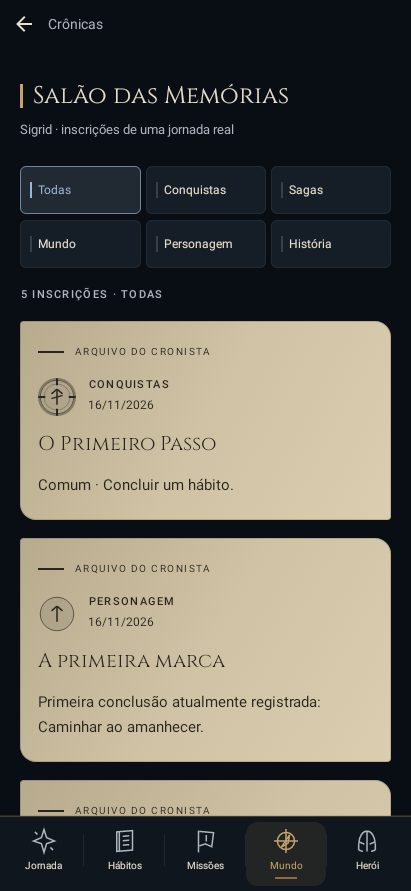 Crônicas
Salão das Memórias
Sigrid · inscrições de uma jornada real
Todas
Conquistas
Sagas
Mundo
Personagem
História
5 INSCRIÇÕES · TODAS
ARQUIVO DO CRONISTA
CONQUISTAS
16/11/2026
O Primeiro Passo
Comum · Concluir um hábito.
ARQUIVO DO CRONISTA
PERSONAGEM
16/11/2026
A primeira marca
Primeira conclusão atualmente registrada:
Caminhar ao amanhecer.
ARQUIVO DO CRONISTA
Jornada
Hábitos
Missões
Mundo
Herói